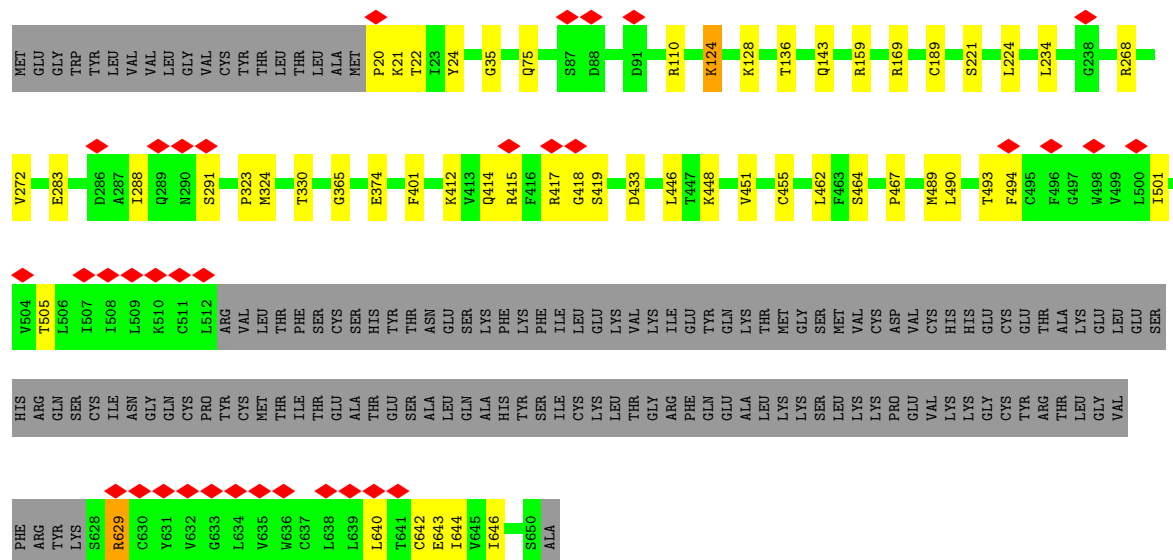 MET GLU GLY TRP TYR LEU VAL VAL LEU GLY VAL CYS TYR THR LEU THR LEU ALA MET P20 K21 T22 I23 Y24 G35 Q75 S87 D88 D91 R110 K124 K128 T136 Q143 R159 R169 C189 S221 L224 L234 G238 R268
V272 E283 D286 A287 I288 Q289 N290 S291 P323 M324 T330 G365 E374 F401 K412 V413 Q414 R415 F416 R417 G418 S419 D433 L446 T447 K448 V451 C455 L462 F463 S464 P467 M489 L490 T493 F494 C495 F496 G497 W498 V499 L500 I501
V504 T505 L506 I507 I508 L509 K510 C511 L512 ARG VAL LEU THR PHE SER CYS SER HIS TYR THR ASN GLU SER LYS PHE LYS PHE ILE LEU GLU LYS VAL LYS ILE GLU TYR GLN LYS THR MET GLY SER MET VAL CYS ASP VAL CYS HIS HIS GLU CYS GLU THR ALA LYS GLU LEU GLU SER
HIS ARG GLN SER CYS ILE ASN GLY GLN CYS PRO TYR CYS MET THR ILE THR GLU ALA THR GLU SER ALA LEU GLN ALA HIS TYR SER ILE CYS LYS LEU THR GLY ARG PHE GLN GLU ALA LEU LYS LYS SER LEU LYS LYS PRO GLU VAL LYS LYS GLY CYS TYR ARG THR LEU GLY VAL
PHE ARG TYR LYS S628 R629 C630 Y631 V632 G633 L634 V635 W636 C637 L638 L639 L640 T641 C642 E643 I644 V645 I646 S650 ALA